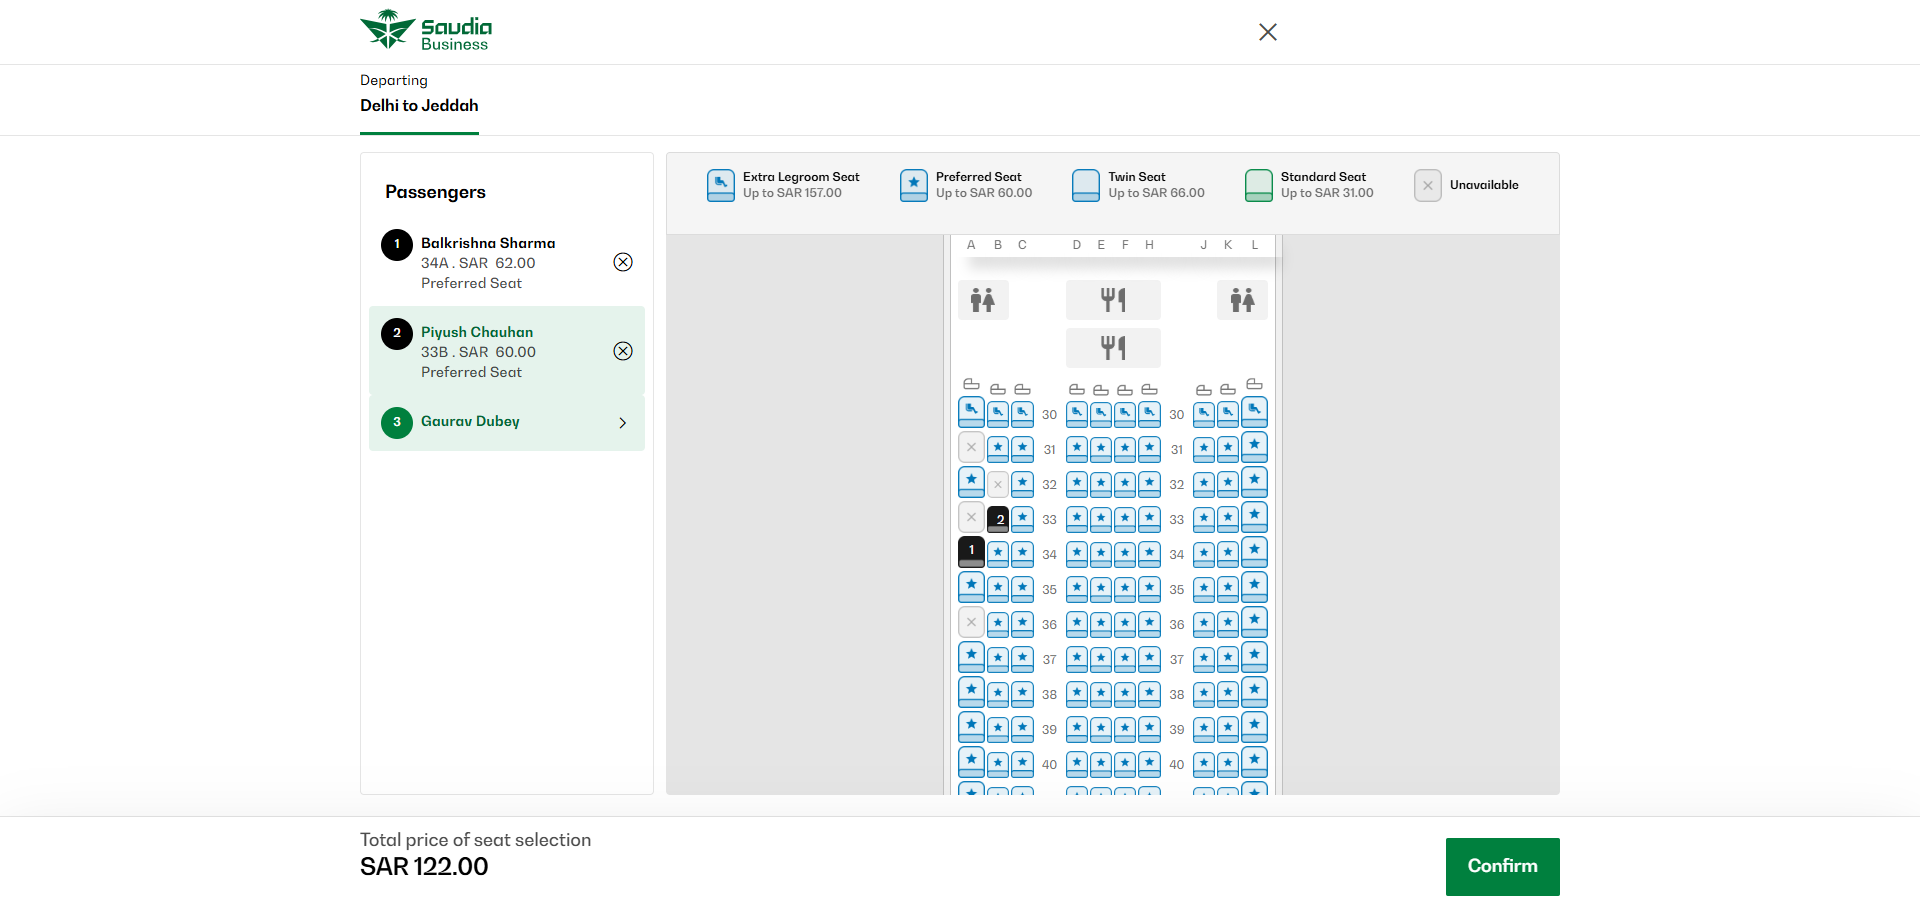 Saudia
Business
Departing
Delhi to Jeddah
Passengers
1 Balkrishna Sharma
34A . SAR 62.00
Preferred Seat
2 Piyush Chauhan
33B . SAR 60.00
Preferred Seat
3 Gaurav Dubey
Extra Legroom Seat
Up to SAR 157.00
Preferred Seat
Up to SAR 60.00
Twin Seat
Up to SAR 66.00
Standard Seat
Up to SAR 31.00
Unavailable
A B C D E F H J K L
30 30
31 31
32 32
2 33 33
1 34 34
35 35
36 36
37 37
38 38
39 39
40 40
Total price of seat selection
SAR 122.00
Confirm